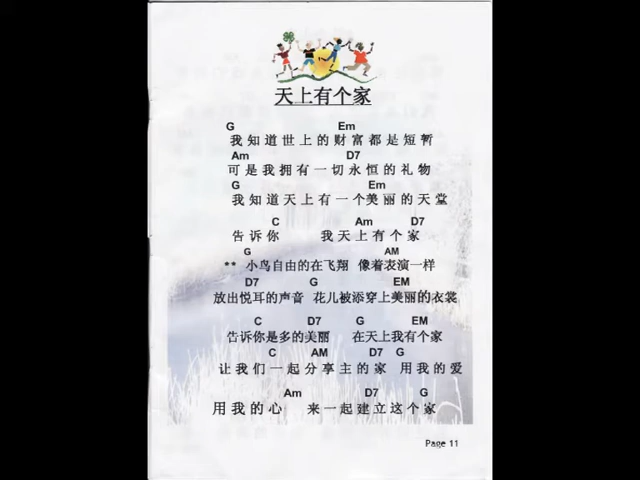 天上有个家
G Em
我知道世上的财富都是短暂
Am D7
可是我拥有一切永恒的礼物
G Em
我知道天上有一个美丽的天堂
C Am D7
告诉你 我天上有个家
G AM
** 小鸟自由的在飞翔 像着表演一样
D7 G EM
放出悦耳的声音 花儿被添穿上美丽的衣裳
C D7 G EM
告诉你是多的美丽 在天上我有个家
C AM D7 G
让我们一起分享主的家 用我的爱
Am D7 G
用我的心 来一起建立这个家
Page 11